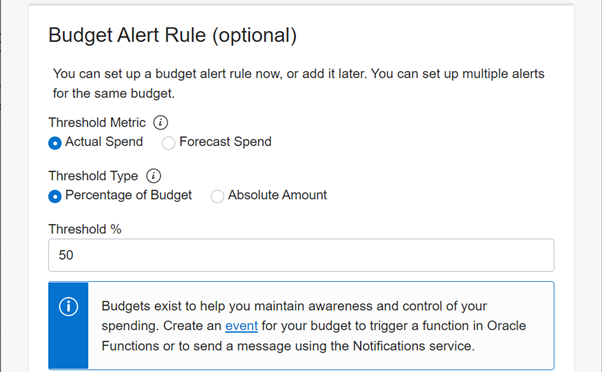 Budget Alert Rule (optional)
You can set up a budget alert rule now, or add it later. You can set up multiple alerts
for the same budget.
Threshold Metric
Actual Spend Forecast Spend
Threshold Type
Percentage of Budget Absolute Amount
Threshold %
50
Budgets exist to help you maintain awareness and control of your
spending. Create an event for your budget to trigger a function in Oracle
Functions or to send a message using the Notifications service.